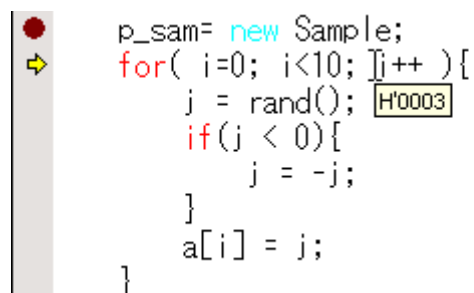 p_sam= new Sample;
for( i=0; i<10; i++ ){
j = rand(); H'0003
if(j < 0){
j = -j;
}
a[i] = j;
}